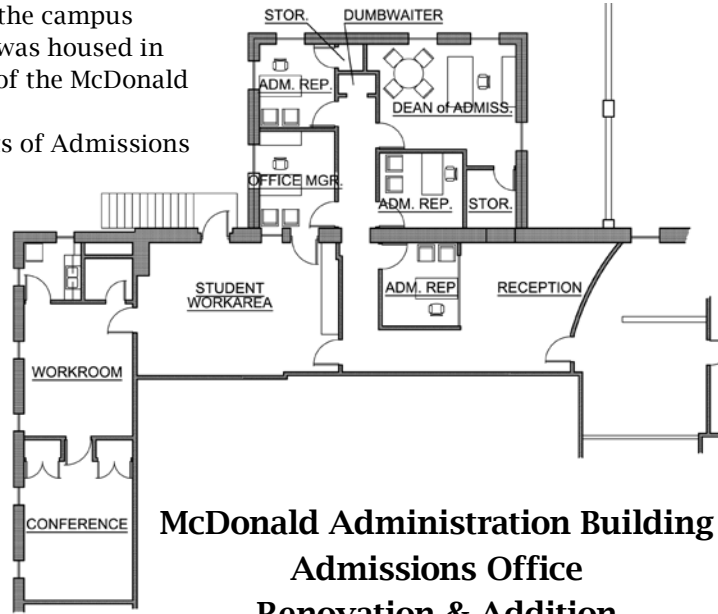 the campus
was housed in
of the McDonald
s of Admissions
STOR.
DUMBWAITER
ADM. REP.
DEAN of ADMISS.
OFFICE MGR.
ADM. REP.
STOR.
STUDENT
WORKAREA
ADM. REP
RECEPTION
WORKROOM
CONFERENCE
McDonald Administration Building
Admissions Office
Renovation & Addition